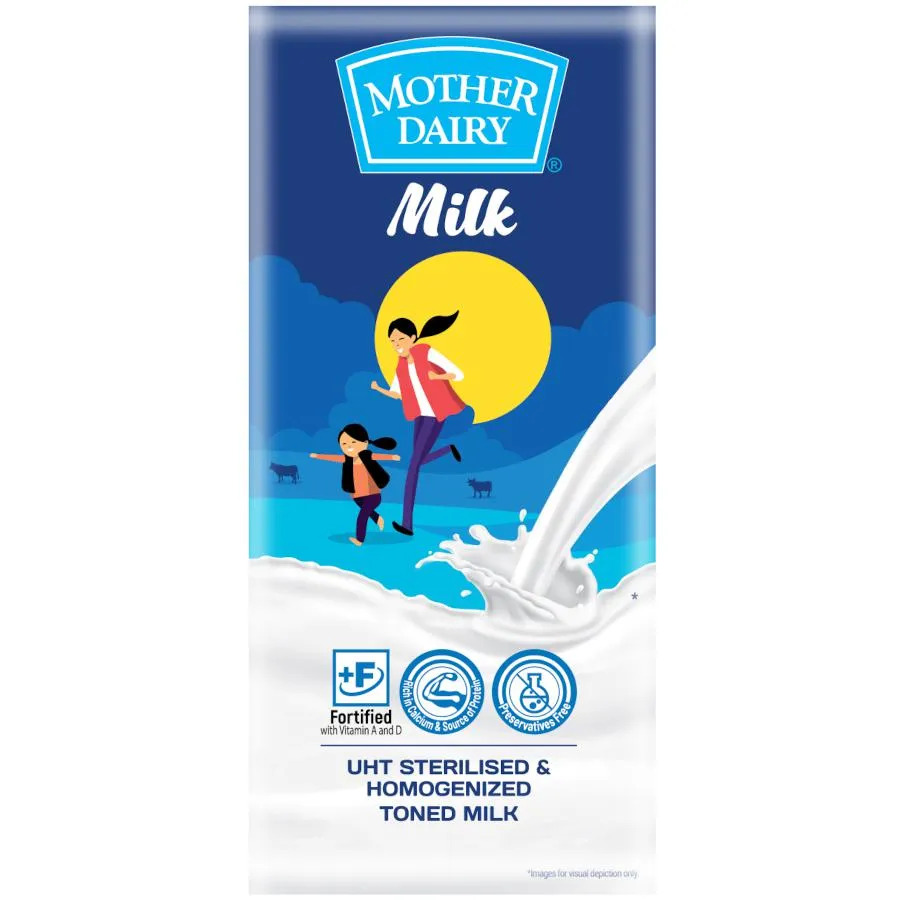 MOTHER
DAIRY
®
Milk
*
+F
Fortified
with Vitamin A and D
Rich in Calcium & Source of Protein
Preservatives Free
UHT STERILISED &
HOMOGENIZED
TONED MILK
*Images for visual depiction only